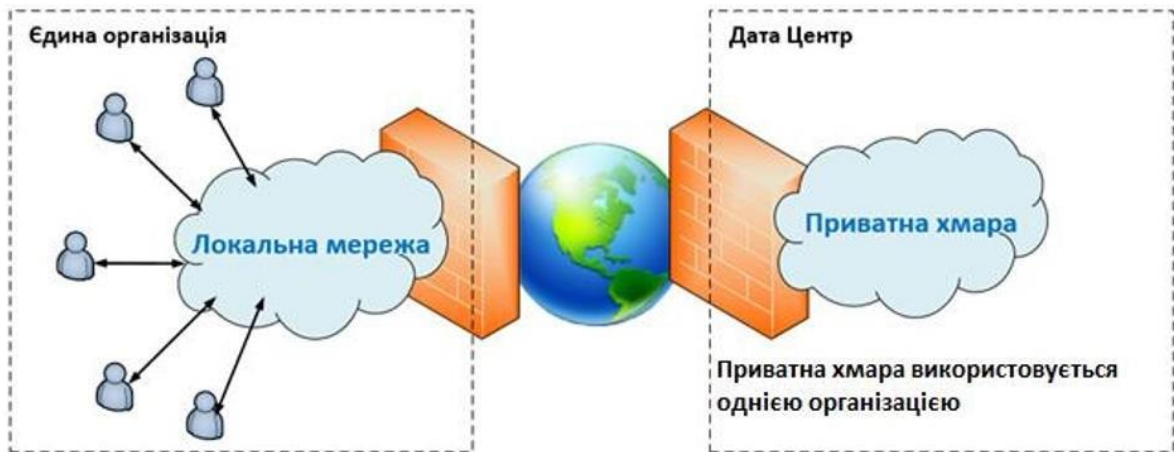 Єдина організація
Дата Центр
Локальна мережа
Приватна хмара
Приватна хмара використовується
однією організацією